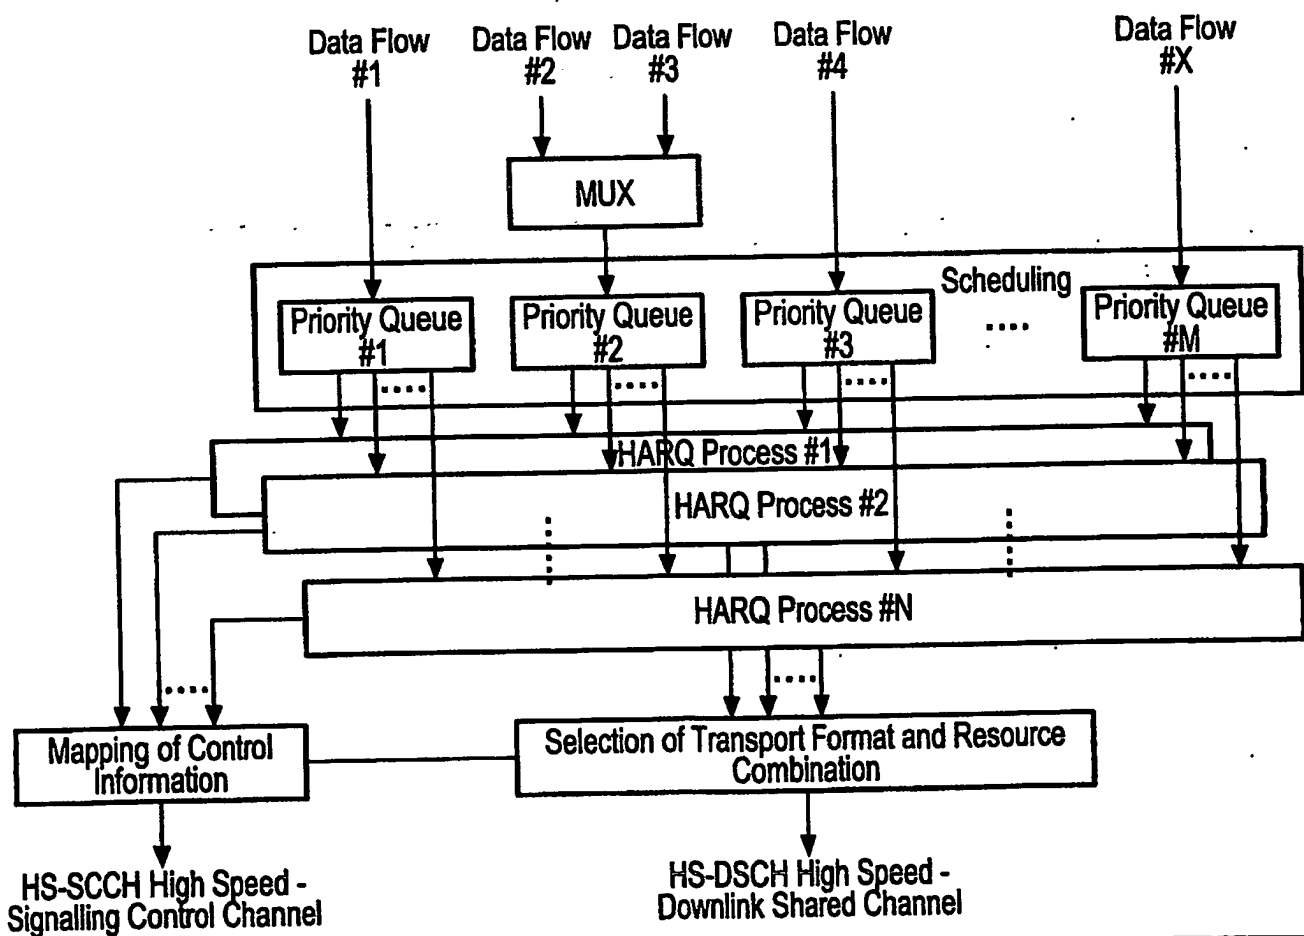 Data Flow
#1
Data Flow
#2
Data Flow
#3
Data Flow
#4
Data Flow
#X
MUX
Scheduling
Priority Queue
#1
Priority Queue
#2
Priority Queue
#3
Priority Queue
#M
HARQ Process #1
HARQ Process #2
HARQ Process #N
Mapping of Control
Information
Selection of Transport Format and Resource
Combination
HS-SCCH High Speed -
Signalling Control Channel
HS-DSCH High Speed -
Downlink Shared Channel